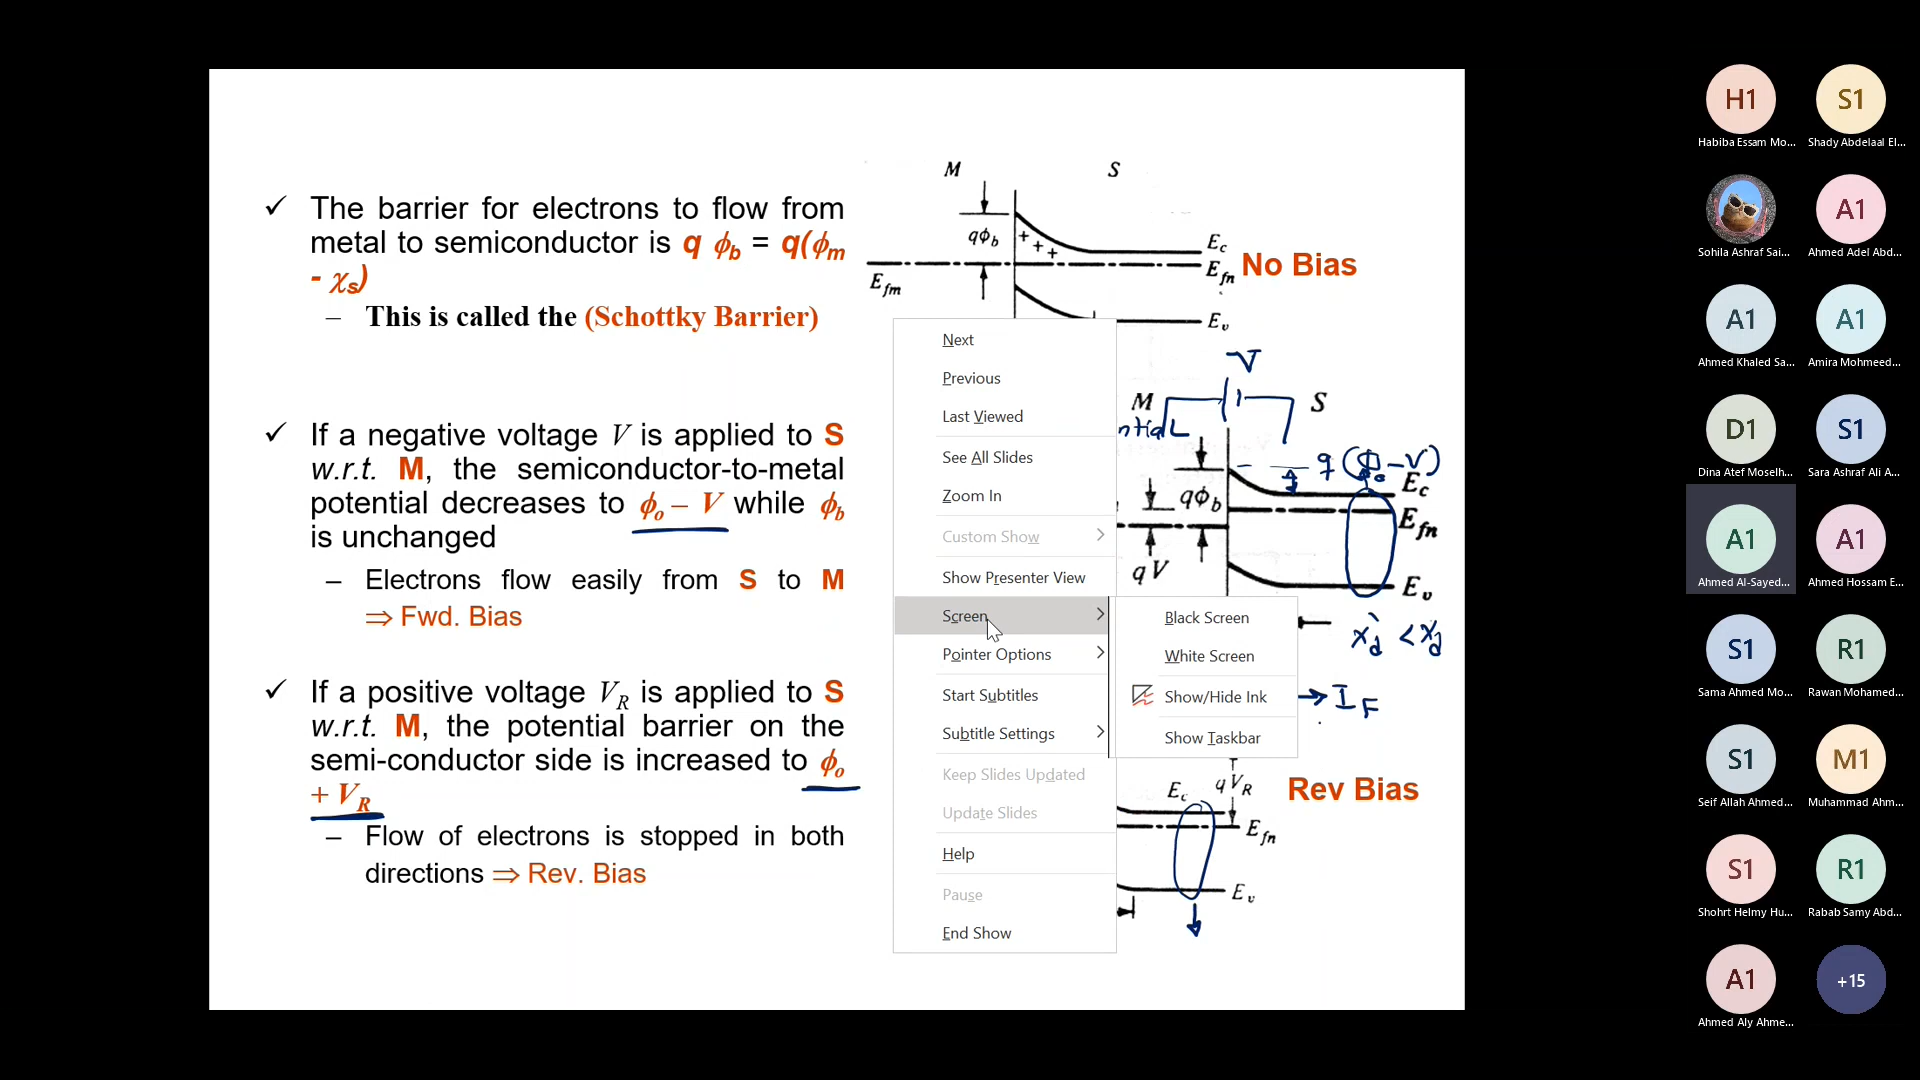 ✓ The barrier for electrons to flow from
metal to semiconductor is q ϕb = q(ϕm
- χs)
– This is called the (Schottky Barrier)
✓ If a negative voltage V is applied to S
w.r.t. M, the semiconductor-to-metal
potential decreases to ϕo – V while ϕb
is unchanged
– Electrons flow easily from S to M
⇒ Fwd. Bias
✓ If a positive voltage VR is applied to S
w.r.t. M, the potential barrier on the
semi-conductor side is increased to ϕo
+ VR
– Flow of electrons is stopped in both
directions ⇒ Rev. Bias
M S
qΦb
+ + +
Ec
Efn
Efm
Ev
No Bias
V
M S
ntial
q (Φo – V)
Ec
qΦb
Efn
qV
Ev
xd' < xd
IF
Ec
qVR
Rev Bias
Efn
Ev
Next
Previous
Last Viewed
See All Slides
Zoom In
Custom Show
Show Presenter View
Screen
Pointer Options
Start Subtitles
Subtitle Settings
Keep Slides Updated
Update Slides
Help
Pause
End Show
Black Screen
White Screen
Show/Hide Ink
Show Taskbar
H1
Habiba Essam Mo...
S1
Shady Abdelaal El...
Sohila Ashraf Sai...
A1
Ahmed Adel Abd...
A1
Ahmed Khaled Sa...
A1
Amira Mohmeed...
D1
Dina Atef Moselh...
S1
Sara Ashraf Ali A...
A1
Ahmed Al-Sayed...
A1
Ahmed Hossam E...
S1
Sama Ahmed Mo...
R1
Rawan Mohamed...
S1
Seif Allah Ahmed...
M1
Muhammad Ahm...
S1
Shohrt Helmy Hu...
R1
Rabab Samy Abd...
A1
Ahmed Aly Ahme...
+15